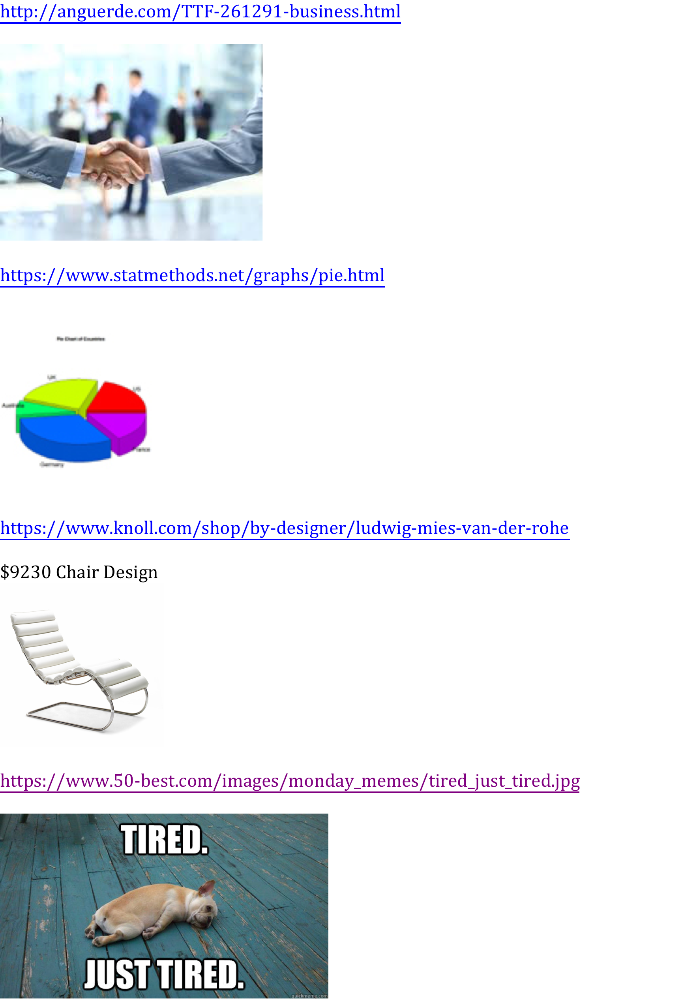 http://anguerde.com/TTF-261291-business.html
https://www.statmethods.net/graphs/pie.html
Pie Chart of Countries
UK
US
Australia
France
Germany
https://www.knoll.com/shop/by-designer/ludwig-mies-van-der-rohe
$9230 Chair Design
https://www.50-best.com/images/monday_memes/tired_just_tired.jpg
TIRED.
JUST TIRED.
quickmeme.com